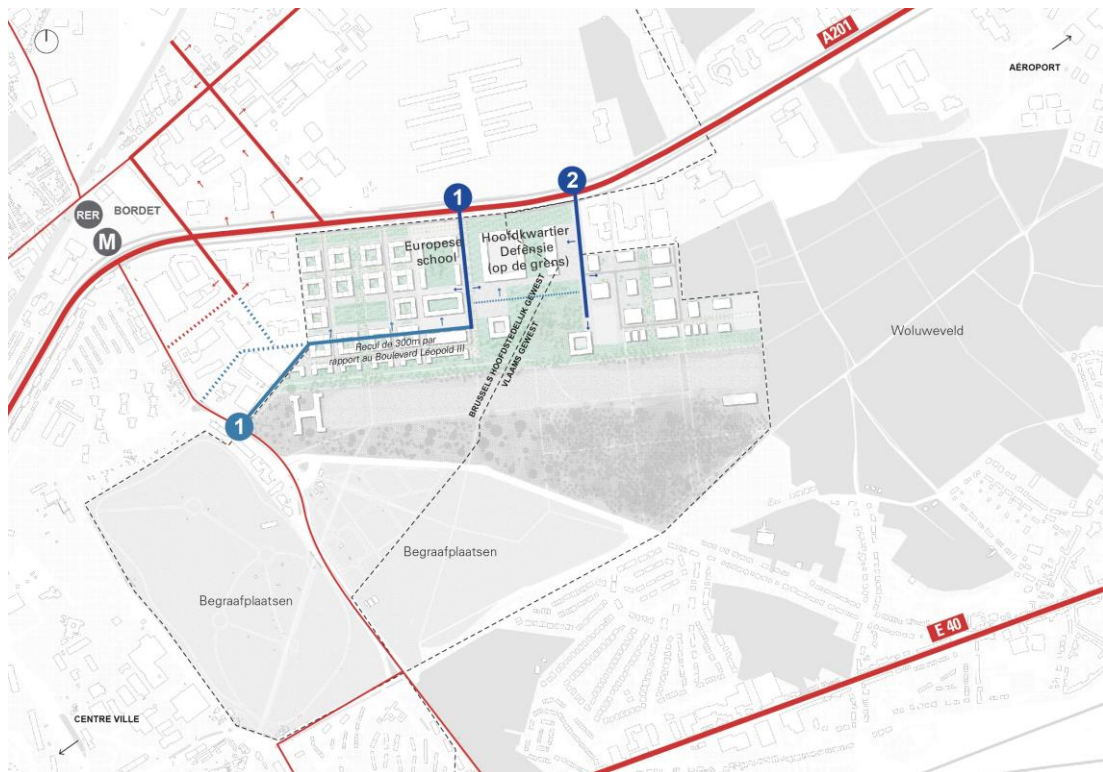 A201
AÉROPORT
2
1
RER
BORDET
M
Europese
school
Hoofdkwartier
Defensie
(op de grens)
BRUSSELS HOOFDSTEDELIJK GEWEST
VLAAMS GEWEST
Woluweveld
Recul de 300m par
rapport au Boulevard Léopold III
1
Begraafplaatsen
Begraafplaatsen
E 40
CENTRE VILLE